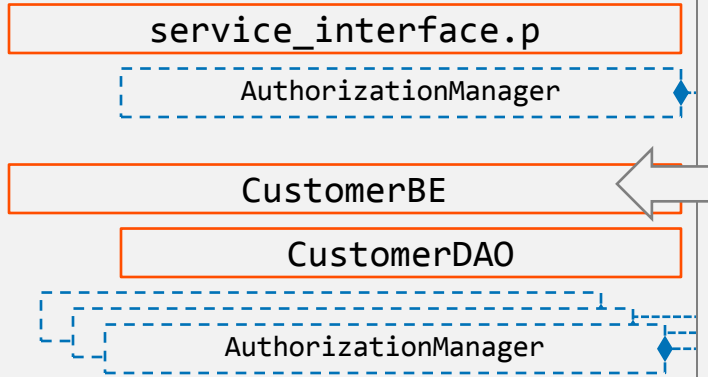 service_interface.p
AuthorizationManager
CustomerBE
CustomerDAO
AuthorizationManager